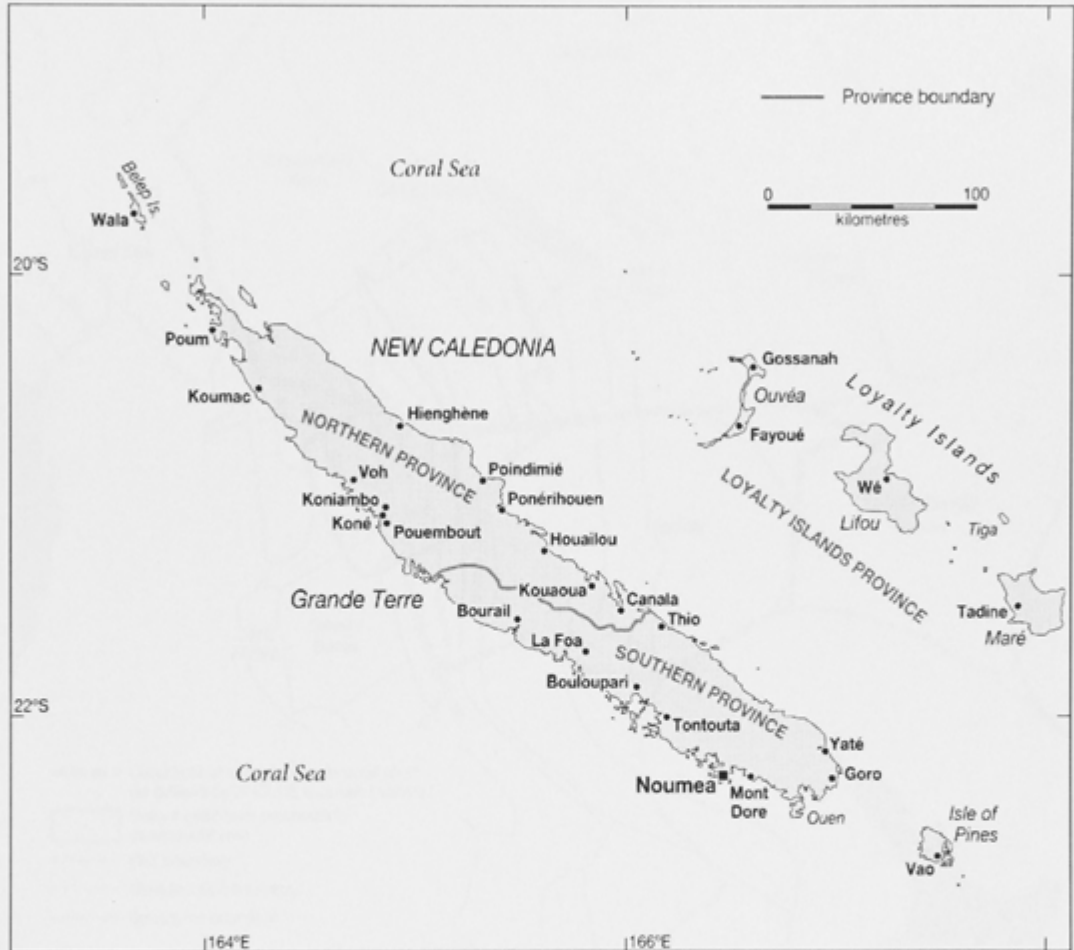 Province boundary
Coral Sea
0 100
kilometres
Belep Is.
Wala
20°S
Poum
NEW CALEDONIA
Gossanah
Ouvéa
Loyalty Islands
Koumac
Hienghène
Fayoué
NORTHERN PROVINCE
Voh
Poindimié
Wé
LOYALTY ISLANDS PROVINCE
Koniambo
Ponérihouen
Lifou
Tiga
Koné
Pouembout
Houaïlou
Grande Terre
Kouaoua
Canala
Tadine
Bourail
Thio
Maré
La Foa
SOUTHERN PROVINCE
Bouloupari
22°S
Tontouta
Yaté
Coral Sea
Noumea
Mont
Dore
Goro
Ouen
Isle of
Pines
Vao
164°E
166°E